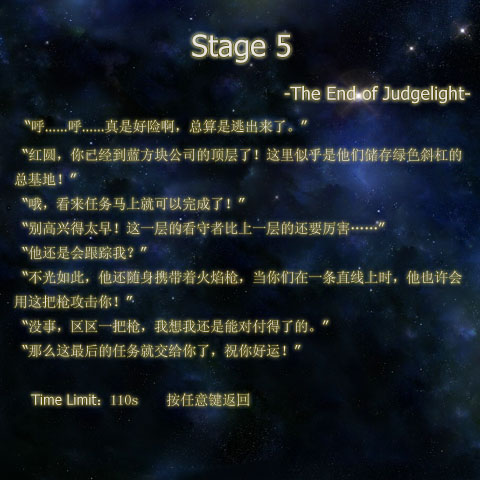 Stage 5
-The End of Judgelight-
“呼……呼……真是好险啊，总算是逃出来了。”
“红圆，你已经到蓝方块公司的顶层了！这里似乎是他们储存绿色斜杠的
总基地！”
“哦，看来任务马上就可以完成了！”
“别高兴得太早！这一层的看守者比上一层的还要厉害……”
“他还是会跟踪我？”
“不光如此，他还随身携带着火焰枪，当你们在一条直线上时，他也许会
用这把枪攻击你！”
“没事，区区一把枪，我想我还是能对付得了的。”
“那么这最后的任务就交给你了，祝你好运！”
Time Limit：110s 按任意键返回